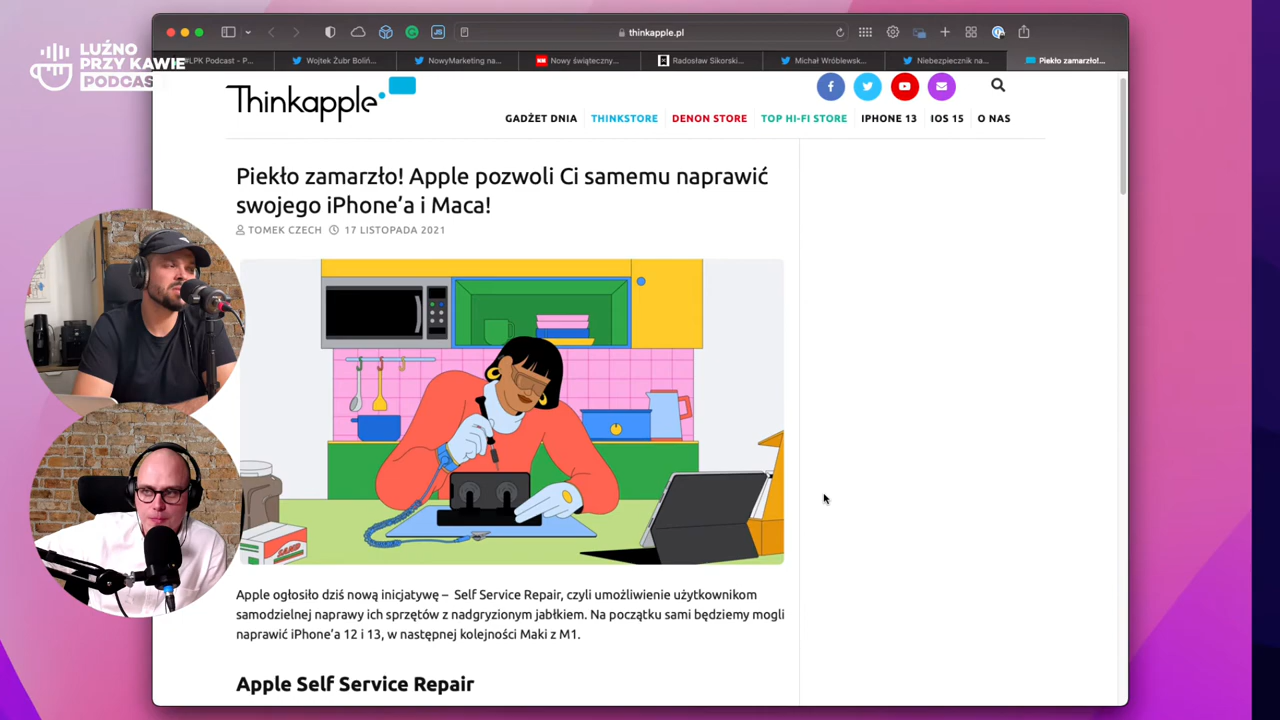 LUŹNO
PRZY KAWIE
PODCAST
thinkapple.pl
#LPK Podcast - P...
Wojtek Żubr Boliń...
NowyMarketing na...
Nowy świąteczny...
Radosław Sikorski...
Michał Wróblewsk...
Niebezpiecznik na...
Piekło zamarzło!...
Thinkapple
GADŻET DNIA
THINKSTORE
DENON STORE
TOP HI-FI STORE
IPHONE 13
IOS 15
O NAS
Piekło zamarzło! Apple pozwoli Ci samemu naprawić
swojego iPhone’a i Maca!
TOMEK CZECH 17 LISTOPADA 2021
Apple ogłosiło dziś nową inicjatywę – Self Service Repair, czyli umożliwienie użytkownikom
samodzielnej naprawy ich sprzętów z nadgryzionym jabłkiem. Na początku sami będziemy mogli
naprawić iPhone’a 12 i 13, w następnej kolejności Maki z M1.
Apple Self Service Repair